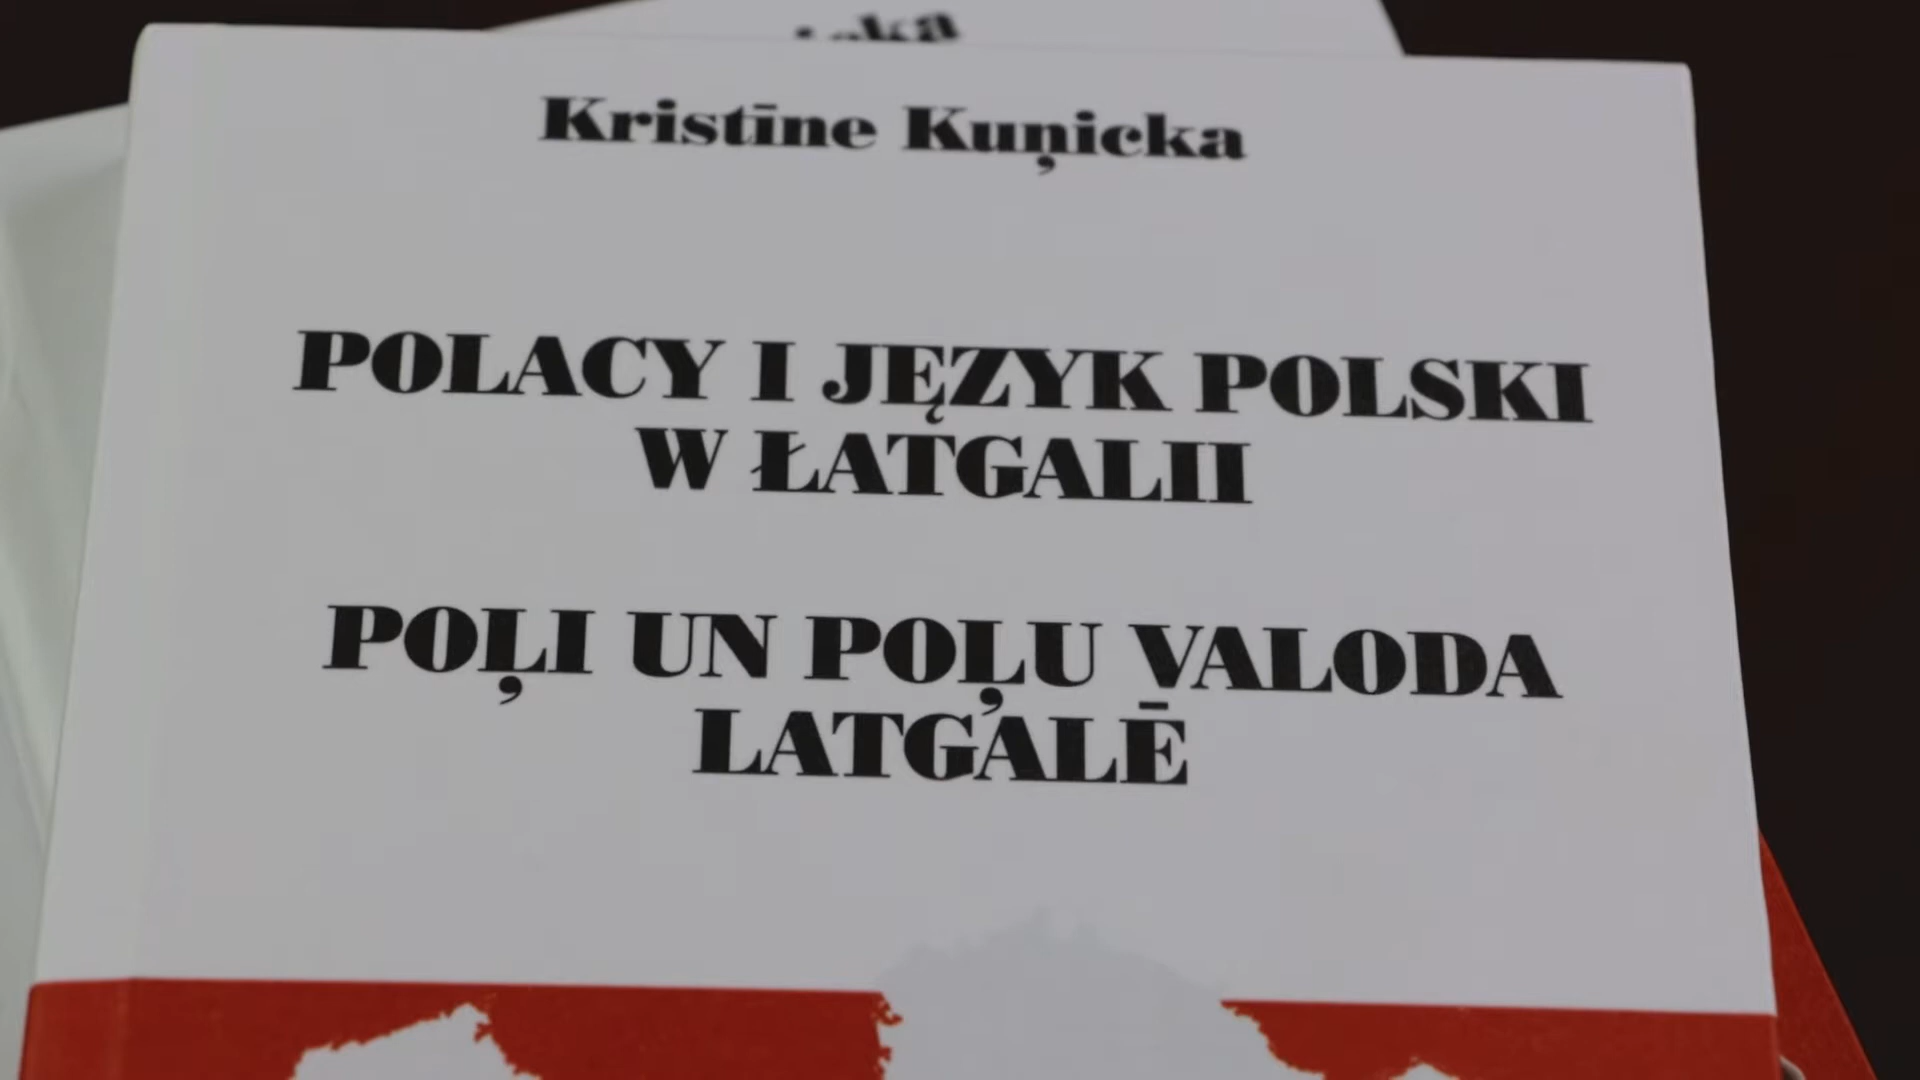 Kristīne Kuņicka
POLACY I JĘZYK POLSKI
W ŁATGALII
POĻI UN POĻU VALODA
LATGALĒ